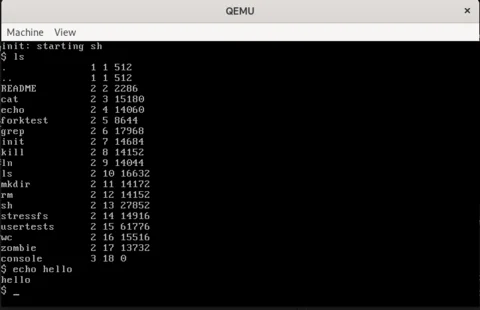 QEMU
Machine View
init: starting sh
$ ls
. 1 1 512
.. 1 1 512
README 2 2 2286
cat 2 3 15180
echo 2 4 14060
forktest 2 5 8644
grep 2 6 17968
init 2 7 14684
kill 2 8 14152
ln 2 9 14044
ls 2 10 16632
mkdir 2 11 14172
rm 2 12 14152
sh 2 13 27852
stressfs 2 14 14916
usertests 2 15 61776
wc 2 16 15516
zombie 2 17 13732
console 3 18 0
$ echo hello
hello
$ _